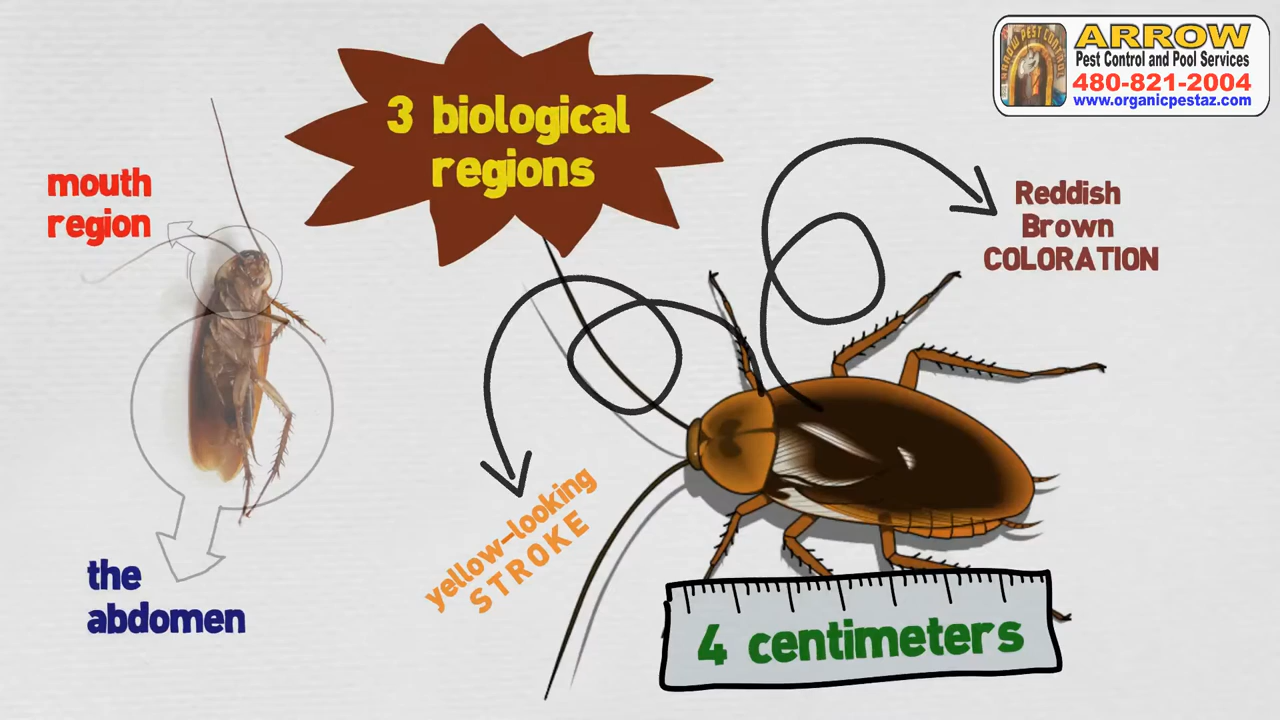 ARROW
Pest Control and Pool Services
480-821-2004
www.organicpestaz.com
3 biological
regions
mouth
region
Reddish
Brown
COLORATION
yellow-looking
STROKE
the
abdomen
4 centimeters